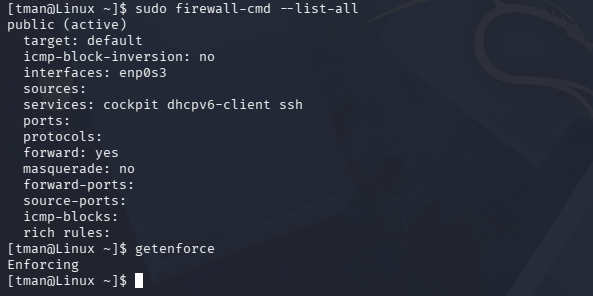 [tman@Linux ~]$ sudo firewall-cmd --list-all
public (active)
  target: default
  icmp-block-inversion: no
  interfaces: enp0s3
  sources:
  services: cockpit dhcpv6-client ssh
  ports:
  protocols:
  forward: yes
  masquerade: no
  forward-ports:
  source-ports:
  icmp-blocks:
  rich rules:
[tman@Linux ~]$ getenforce
Enforcing
[tman@Linux ~]$